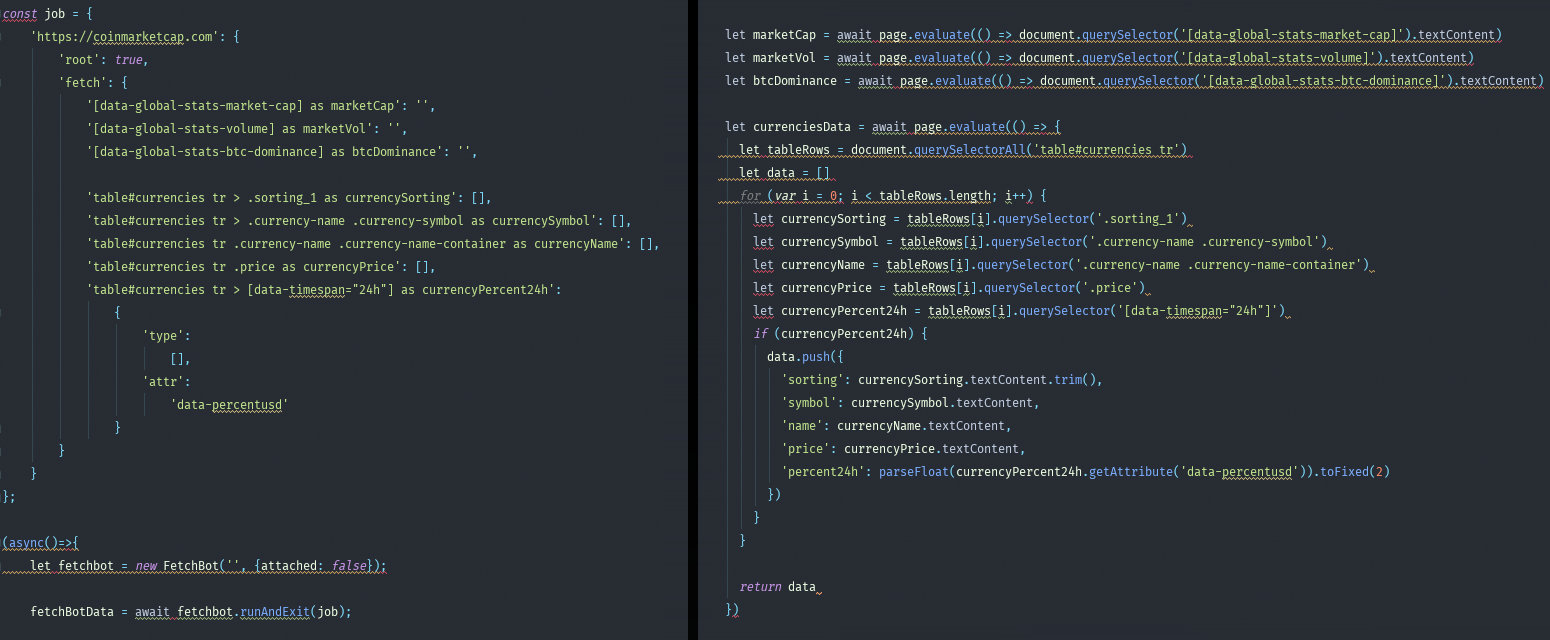 const job = {
    'https://coinmarketcap.com': {
        'root': true,
        'fetch': {
            '[data-global-stats-market-cap] as marketCap': '',
            '[data-global-stats-volume] as marketVol': '',
            '[data-global-stats-btc-dominance] as btcDominance': '',

            'table#currencies tr > .sorting_1 as currencySorting': [],
            'table#currencies tr > .currency-name .currency-symbol as currencySymbol': [],
            'table#currencies tr .currency-name .currency-name-container as currencyName': [],
            'table#currencies tr .price as currencyPrice': [],
            'table#currencies tr > [data-timespan="24h"] as currencyPercent24h':
                {
                    'type':
                        [],
                    'attr':
                        'data-percentusd'
                }
        }
    }
};

(async()=>{
    let fetchbot = new FetchBot('', {attached: false});

    fetchBotData = await fetchbot.runAndExit(job);

let marketCap = await page.evaluate(() => document.querySelector('[data-global-stats-market-cap]').textContent)
let marketVol = await page.evaluate(() => document.querySelector('[data-global-stats-volume]').textContent)
let btcDominance = await page.evaluate(() => document.querySelector('[data-global-stats-btc-dominance]').textContent)

let currenciesData = await page.evaluate(() => {
  let tableRows = document.querySelectorAll('table#currencies tr')
  let data = []
  for (var i = 0; i < tableRows.length; i++) {
    let currencySorting = tableRows[i].querySelector('.sorting_1')
    let currencySymbol = tableRows[i].querySelector('.currency-name .currency-symbol')
    let currencyName = tableRows[i].querySelector('.currency-name .currency-name-container')
    let currencyPrice = tableRows[i].querySelector('.price')
    let currencyPercent24h = tableRows[i].querySelector('[data-timespan="24h"]')
    if (currencyPercent24h) {
      data.push({
        'sorting': currencySorting.textContent.trim(),
        'symbol': currencySymbol.textContent,
        'name': currencyName.textContent,
        'price': currencyPrice.textContent,
        'percent24h': parseFloat(currencyPercent24h.getAttribute('data-percentusd')).toFixed(2)
      })
    }
  }

  return data
})